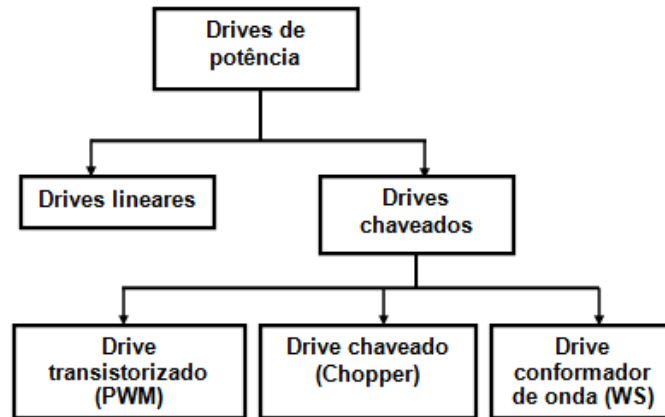 Drives de
potência
Drives lineares
Drives
chaveados
Drive
transistorizado
(PWM)
Drive chaveado
(Chopper)
Drive
conformador
de onda (WS)